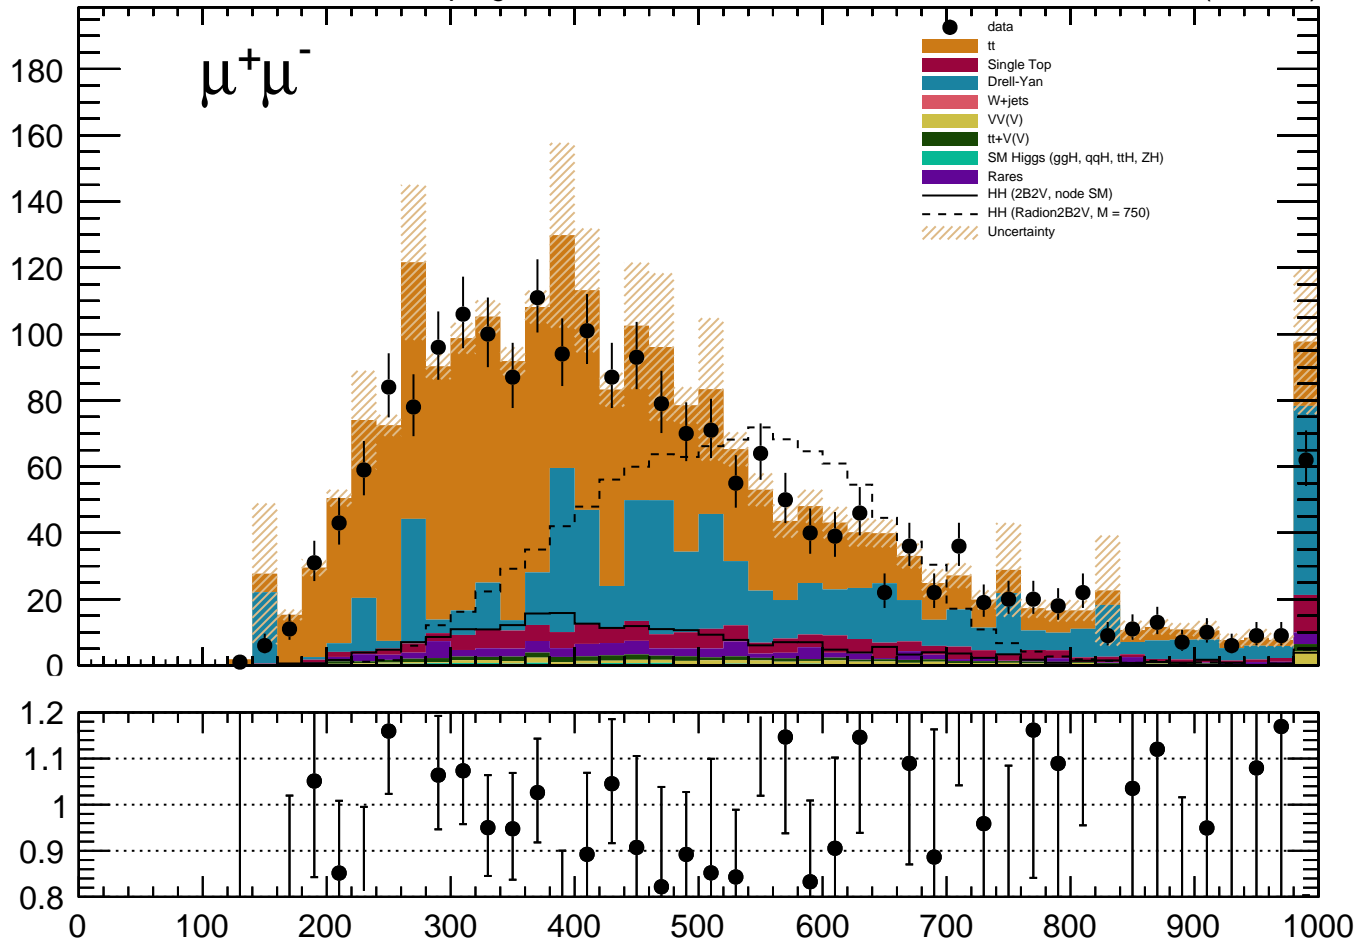 μ+μ-
data
tt
Single Top
Drell-Yan
W+jets
VV(V)
tt+V(V)
SM Higgs (ggH, qqH, ttH, ZH)
Rares
HH (2B2V, node SM)
HH (Radion2B2V, M = 750)
Uncertainty
180
160
140
120
100
80
60
40
20
0
1.2
1.1
1
0.9
0.8
0 100 200 300 400 500 600 700 800 900 1000